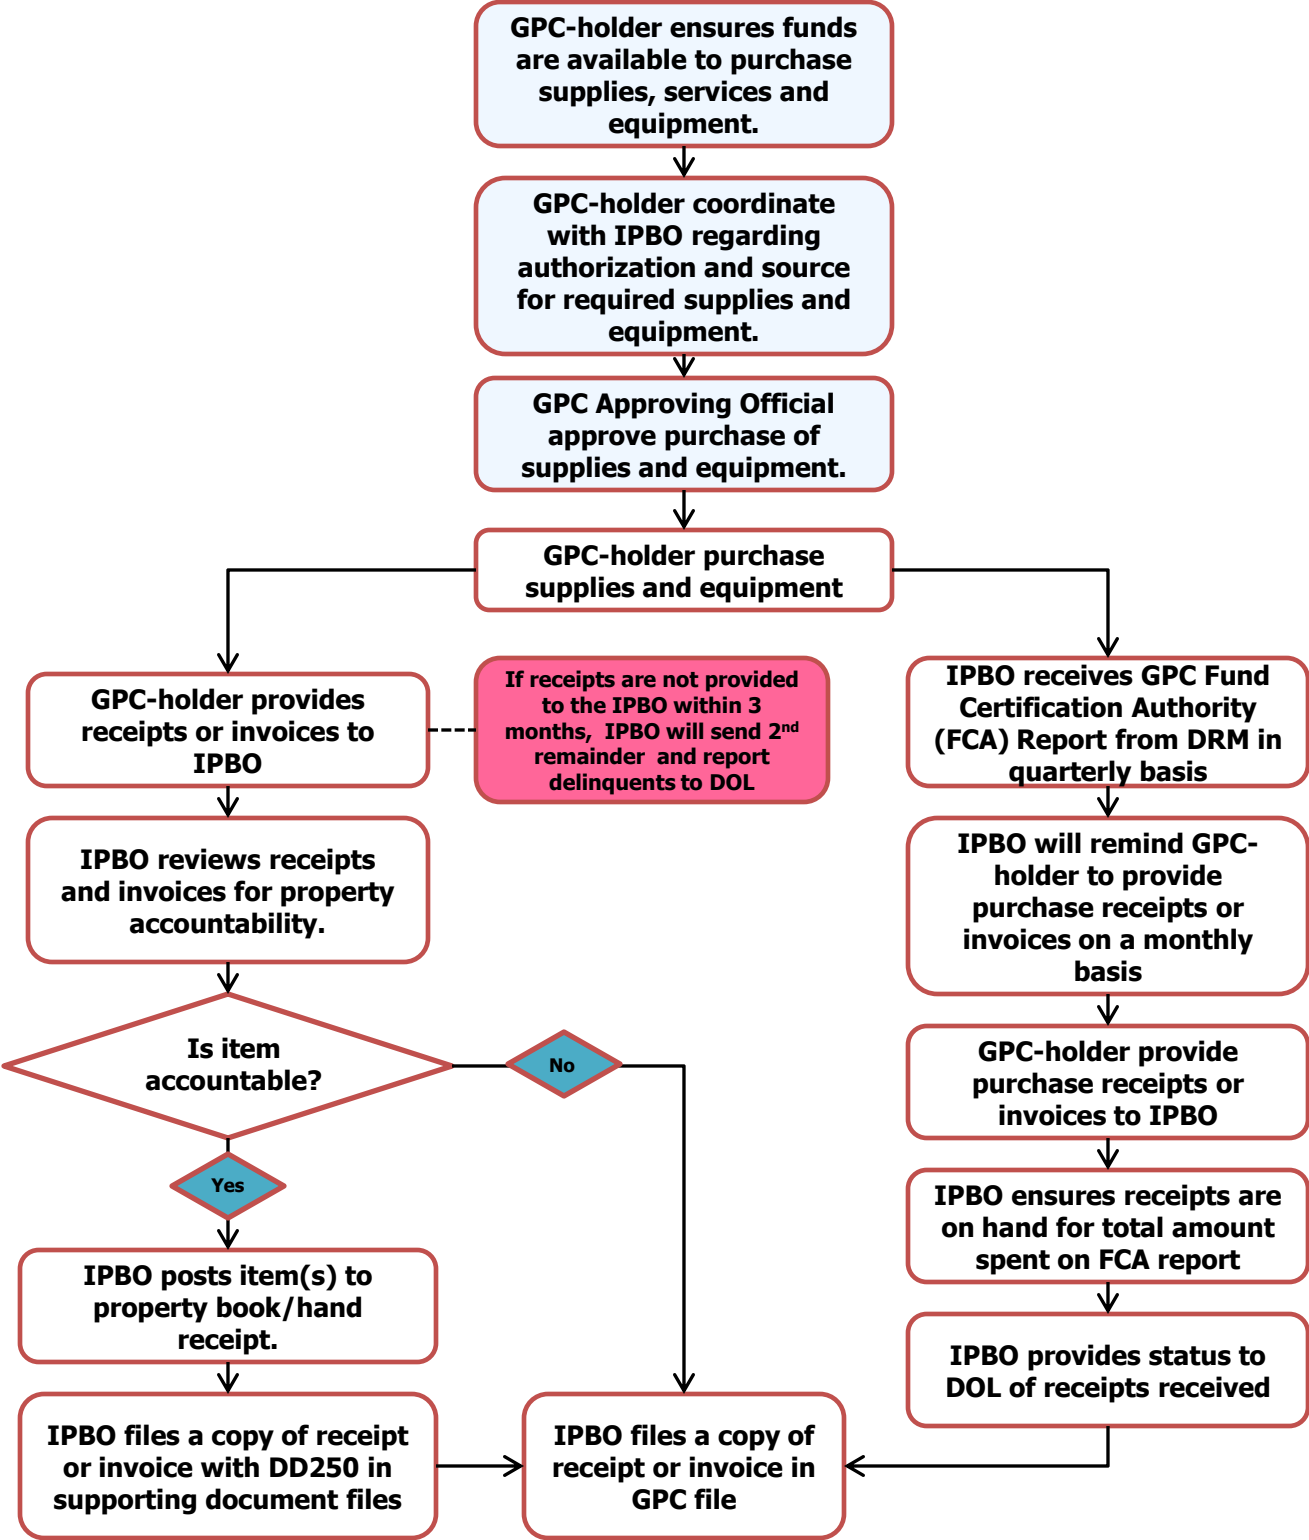 GPC-holder ensures funds
are available to purchase
supplies, services and
equipment.
GPC-holder coordinate
with IPBO regarding
authorization and source
for required supplies and
equipment.
GPC Approving Official
approve purchase of
supplies and equipment.
GPC-holder purchase
supplies and equipment
GPC-holder provides
receipts or invoices to
IPBO
If receipts are not provided
to the IPBO within 3
months, IPBO will send 2nd
remainder and report
delinquents to DOL
IPBO receives GPC Fund
Certification Authority
(FCA) Report from DRM in
quarterly basis
IPBO reviews receipts
and invoices for property
accountability.
IPBO will remind GPC-
holder to provide
purchase receipts or
invoices on a monthly
basis
Is item
accountable?
No
GPC-holder provide
purchase receipts or
invoices to IPBO
Yes
IPBO ensures receipts are
on hand for total amount
spent on FCA report
IPBO posts item(s) to
property book/hand
receipt.
IPBO provides status to
DOL of receipts received
IPBO files a copy of receipt
or invoice with DD250 in
supporting document files
IPBO files a copy of
receipt or invoice in
GPC file